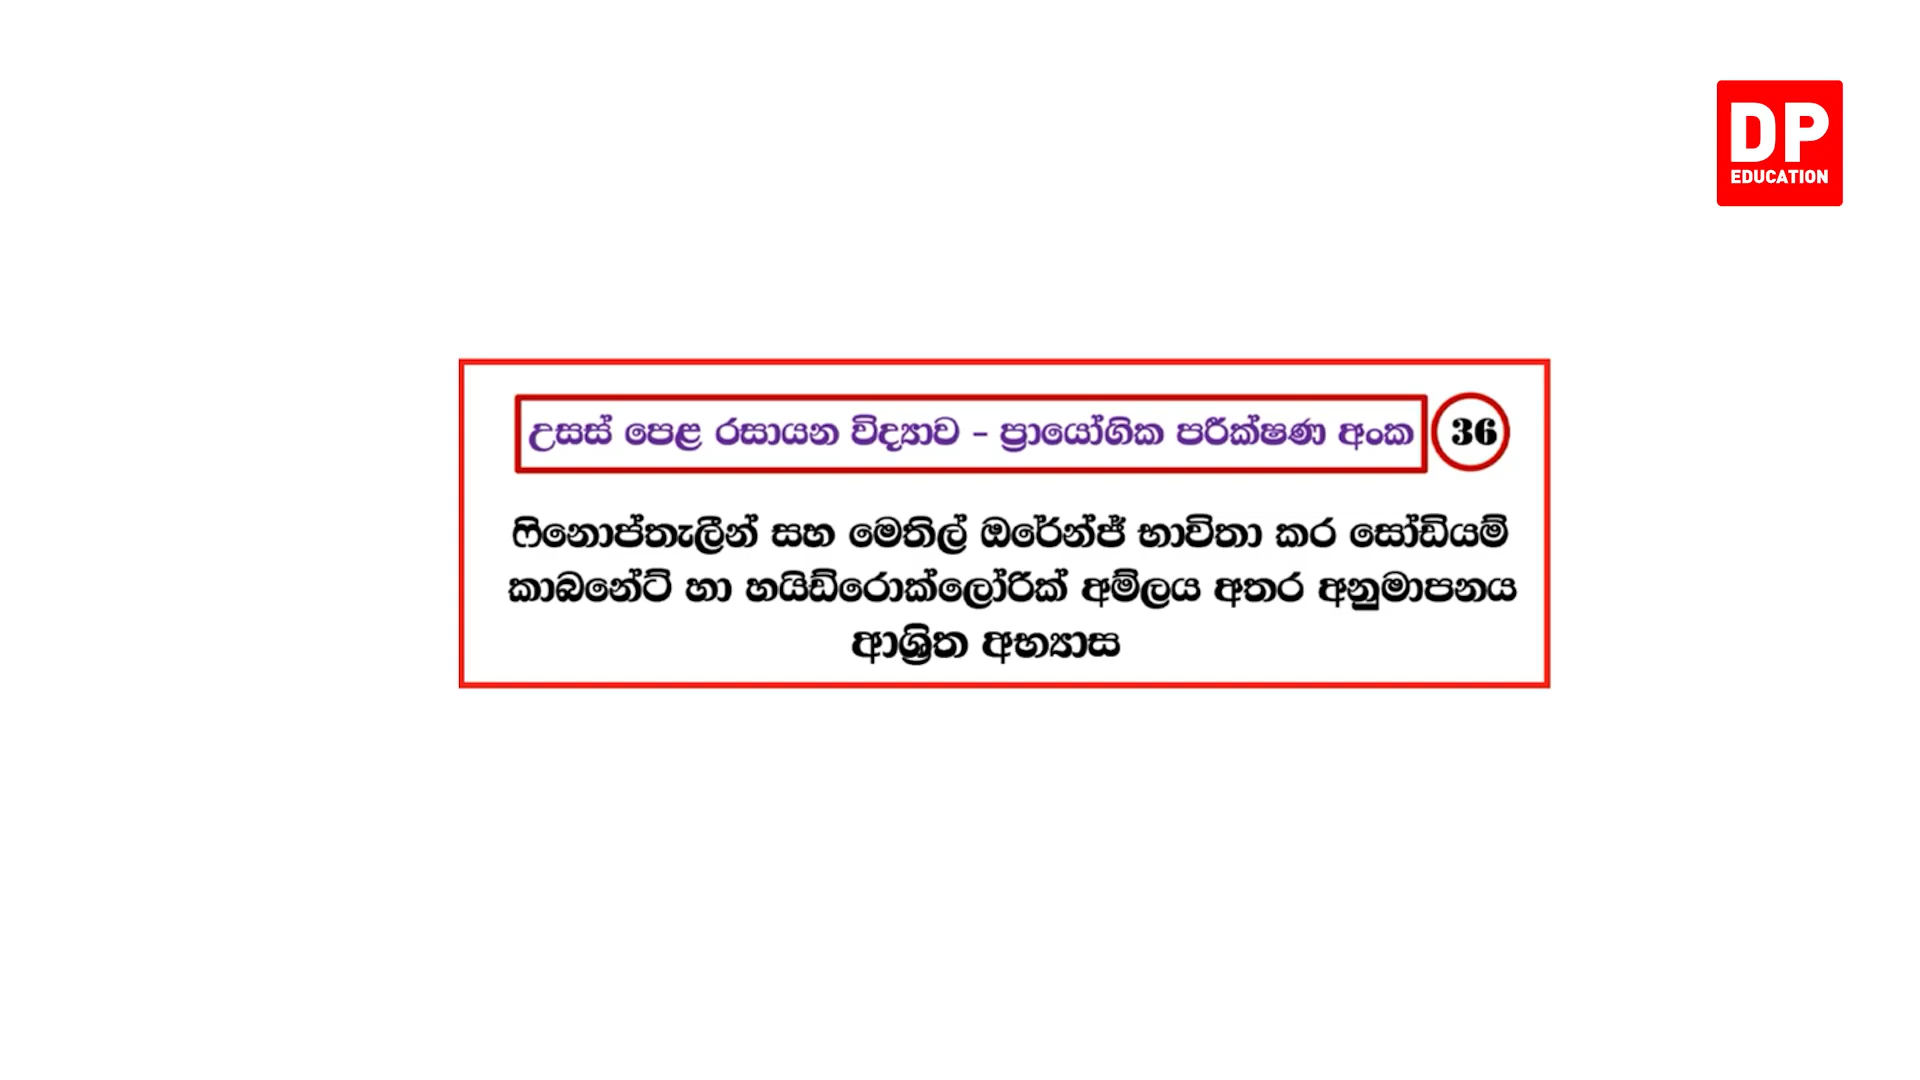 DP
EDUCATION
උසස් පෙළ රසායන විද්‍යාව - ප්‍රායෝගික පරීක්ෂණ අංක 36
ෆිනොප්තැලීන් සහ මෙතිල් ඔරේන්ජ් භාවිතා කර සෝඩියම්
කාබනේට් හා හයිඩ්රොක්ලෝරික් අම්ලය අතර අනුමාපනය
ආශ්‍රිත අභ්‍යාස